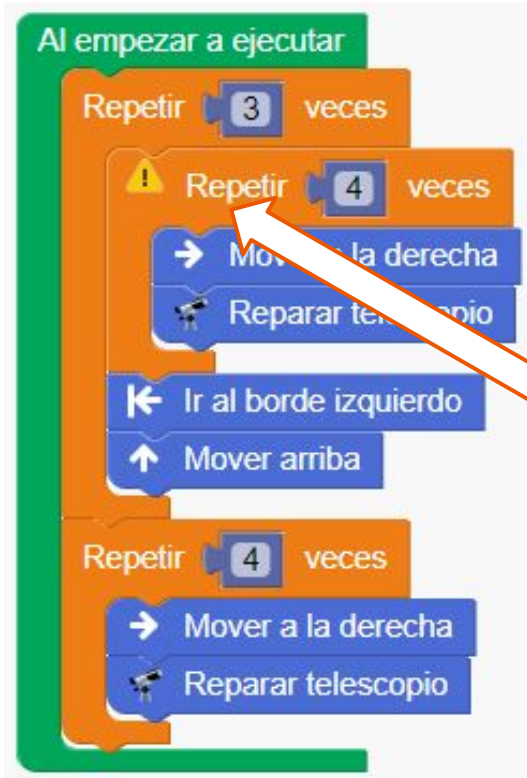 Al empezar a ejecutar
Repetir 3 veces
Repetir 4 veces
a la derecha
Reparar
Ir al borde izquierdo
Mover arriba
Repetir 4 veces
Mover a la derecha
Reparar telescopio